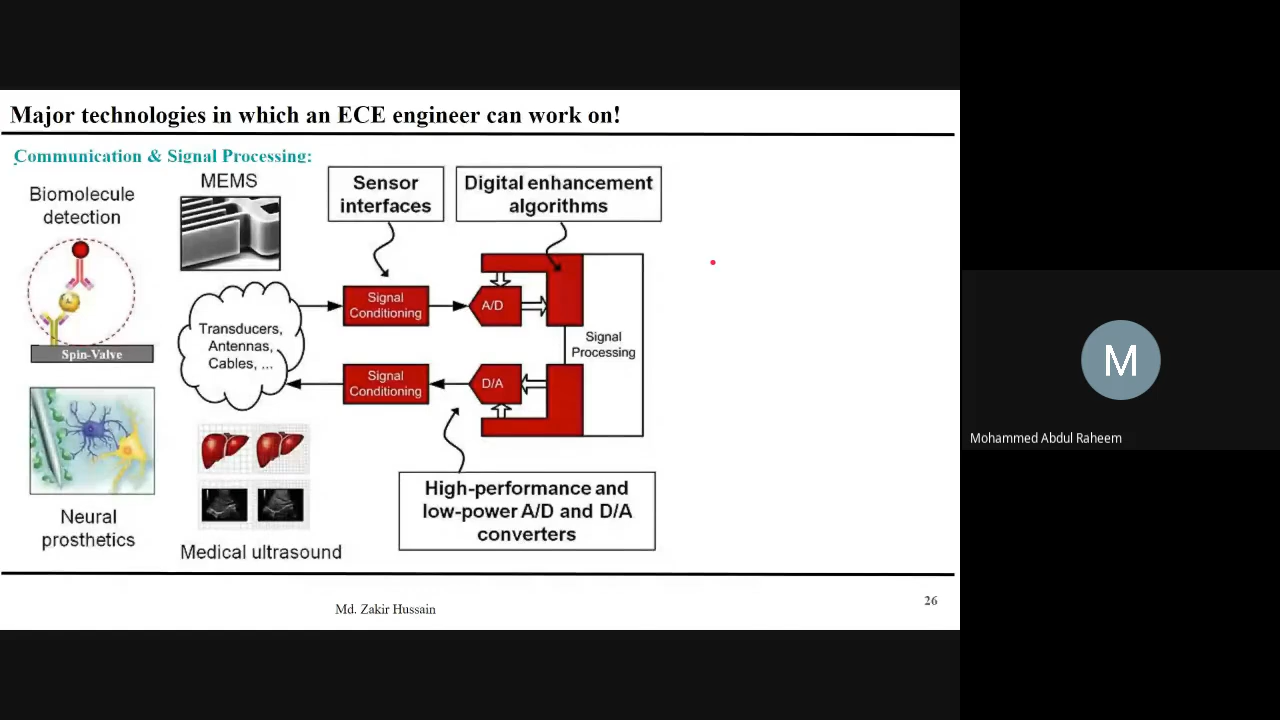 Major technologies in which an ECE engineer can work on!
Communication & Signal Processing:
Biomolecule
detection
MEMS
Sensor
interfaces
Digital enhancement
algorithms
Spin-Valve
Transducers,
Antennas,
Cables, ...
Signal
Conditioning
A/D
Signal
Processing
Signal
Conditioning
D/A
Neural
prosthetics
Medical ultrasound
High-performance and
low-power A/D and D/A
converters
Md. Zakir Hussain
26
M
Mohammed Abdul Raheem